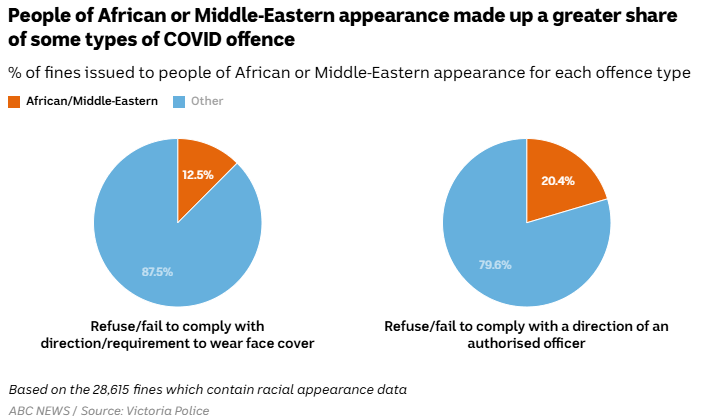 People of African or Middle-Eastern appearance made up a greater share
of some types of COVID offence
% of fines issued to people of African or Middle-Eastern appearance for each offence type
African/Middle-Eastern Other
12.5%
87.5%
Refuse/fail to comply with
direction/requirement to wear face cover
20.4%
79.6%
Refuse/fail to comply with a direction of an
authorised officer
Based on the 28,615 fines which contain racial appearance data
ABC NEWS / Source: Victoria Police